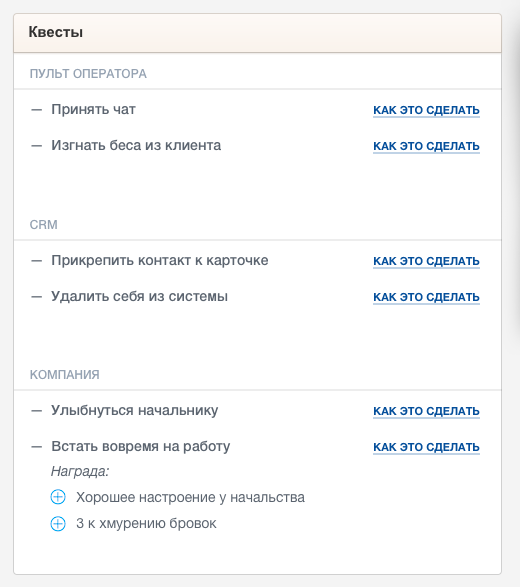 Квесты
ПУЛЬТ ОПЕРАТОРА
— Принять чат КАК ЭТО СДЕЛАТЬ
— Изгнать беса из клиента КАК ЭТО СДЕЛАТЬ
CRM
— Прикрепить контакт к карточке КАК ЭТО СДЕЛАТЬ
— Удалить себя из системы КАК ЭТО СДЕЛАТЬ
КОМПАНИЯ
— Улыбнуться начальнику КАК ЭТО СДЕЛАТЬ
— Встать вовремя на работу КАК ЭТО СДЕЛАТЬ
Награда:
Хорошее настроение у начальства
3 к хмурению бровок